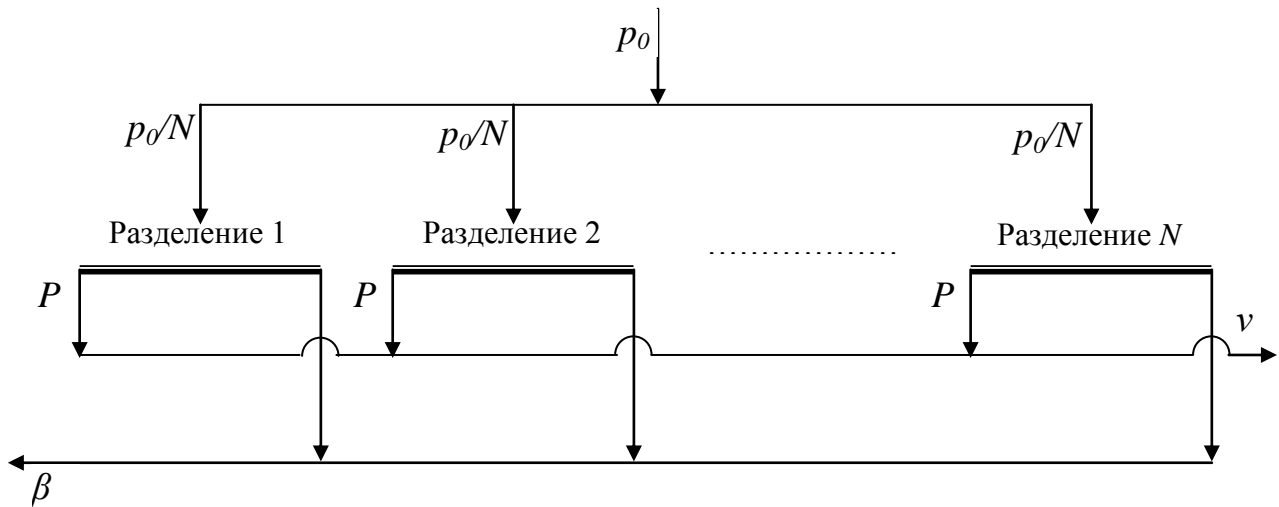 p₀
p₀/N p₀/N p₀/N
Разделение 1 Разделение 2 Разделение N
P P P
ν
β